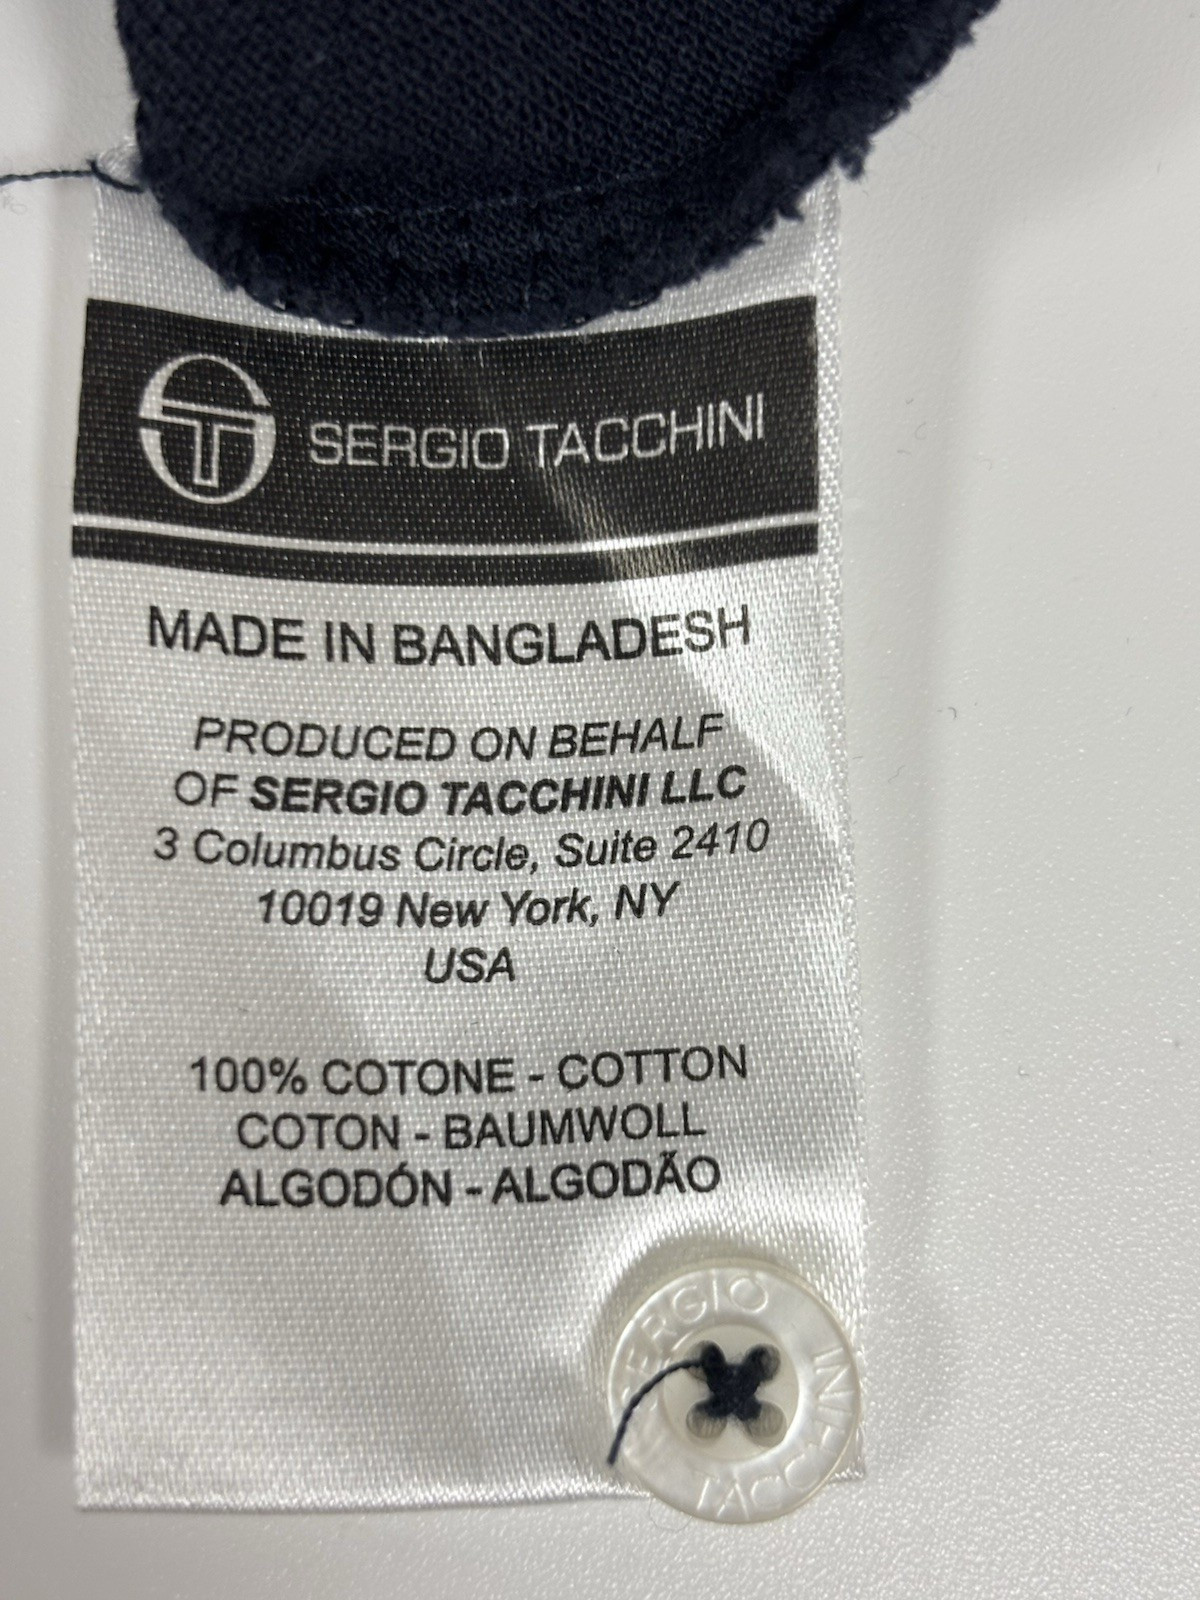 SERGIO TACCHINI
MADE IN BANGLADESH
PRODUCED ON BEHALF
OF SERGIO TACCHINI LLC
3 Columbus Circle, Suite 2410
10019 New York, NY
USA
100% COTONE - COTTON
COTON - BAUMWOLL
ALGODÓN - ALGODÃO
SERGIO
TACCHINI